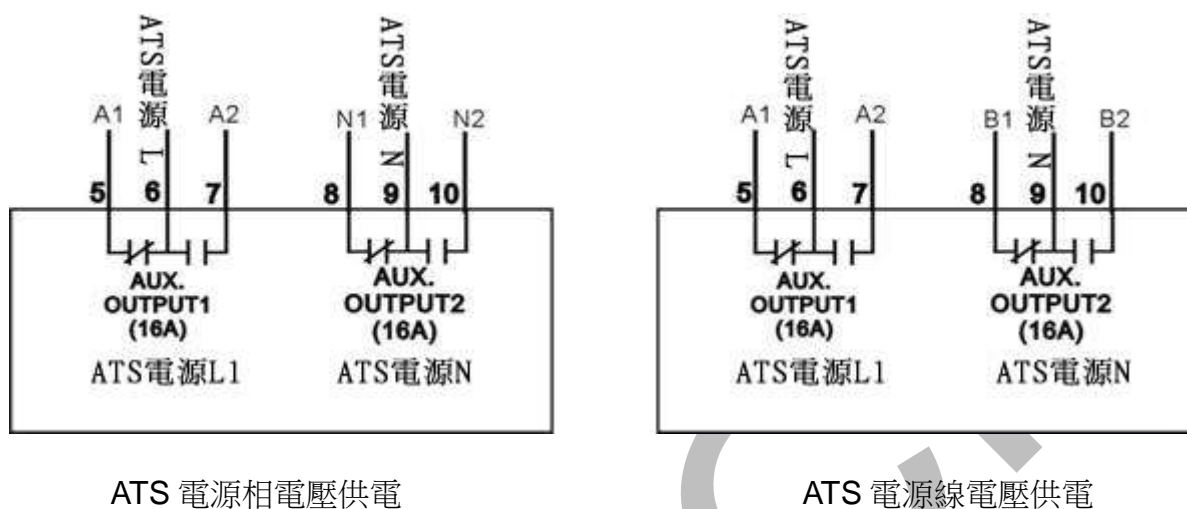 ATS電源 L
ATS電源 N
A1 A2 N1 N2
5 6 7 8 9 10
AUX.
OUTPUT1
(16A)
AUX.
OUTPUT2
(16A)
ATS電源L1 ATS電源N
ATS 電源相電壓供電
ATS電源 L
ATS電源 N
A1 A2 B1 B2
5 6 7 8 9 10
AUX.
OUTPUT1
(16A)
AUX.
OUTPUT2
(16A)
ATS電源L1 ATS電源N
ATS 電源線電壓供電